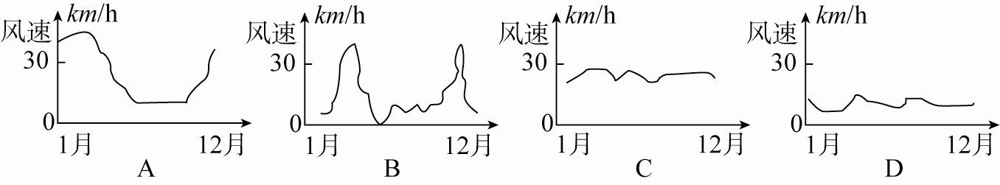 km/h km/h km/h km/h
风速 风速 风速 风速
30 30 30 30
0 0 0 0
1月 12月 1月 12月 1月 12月 1月 12月
A B C D